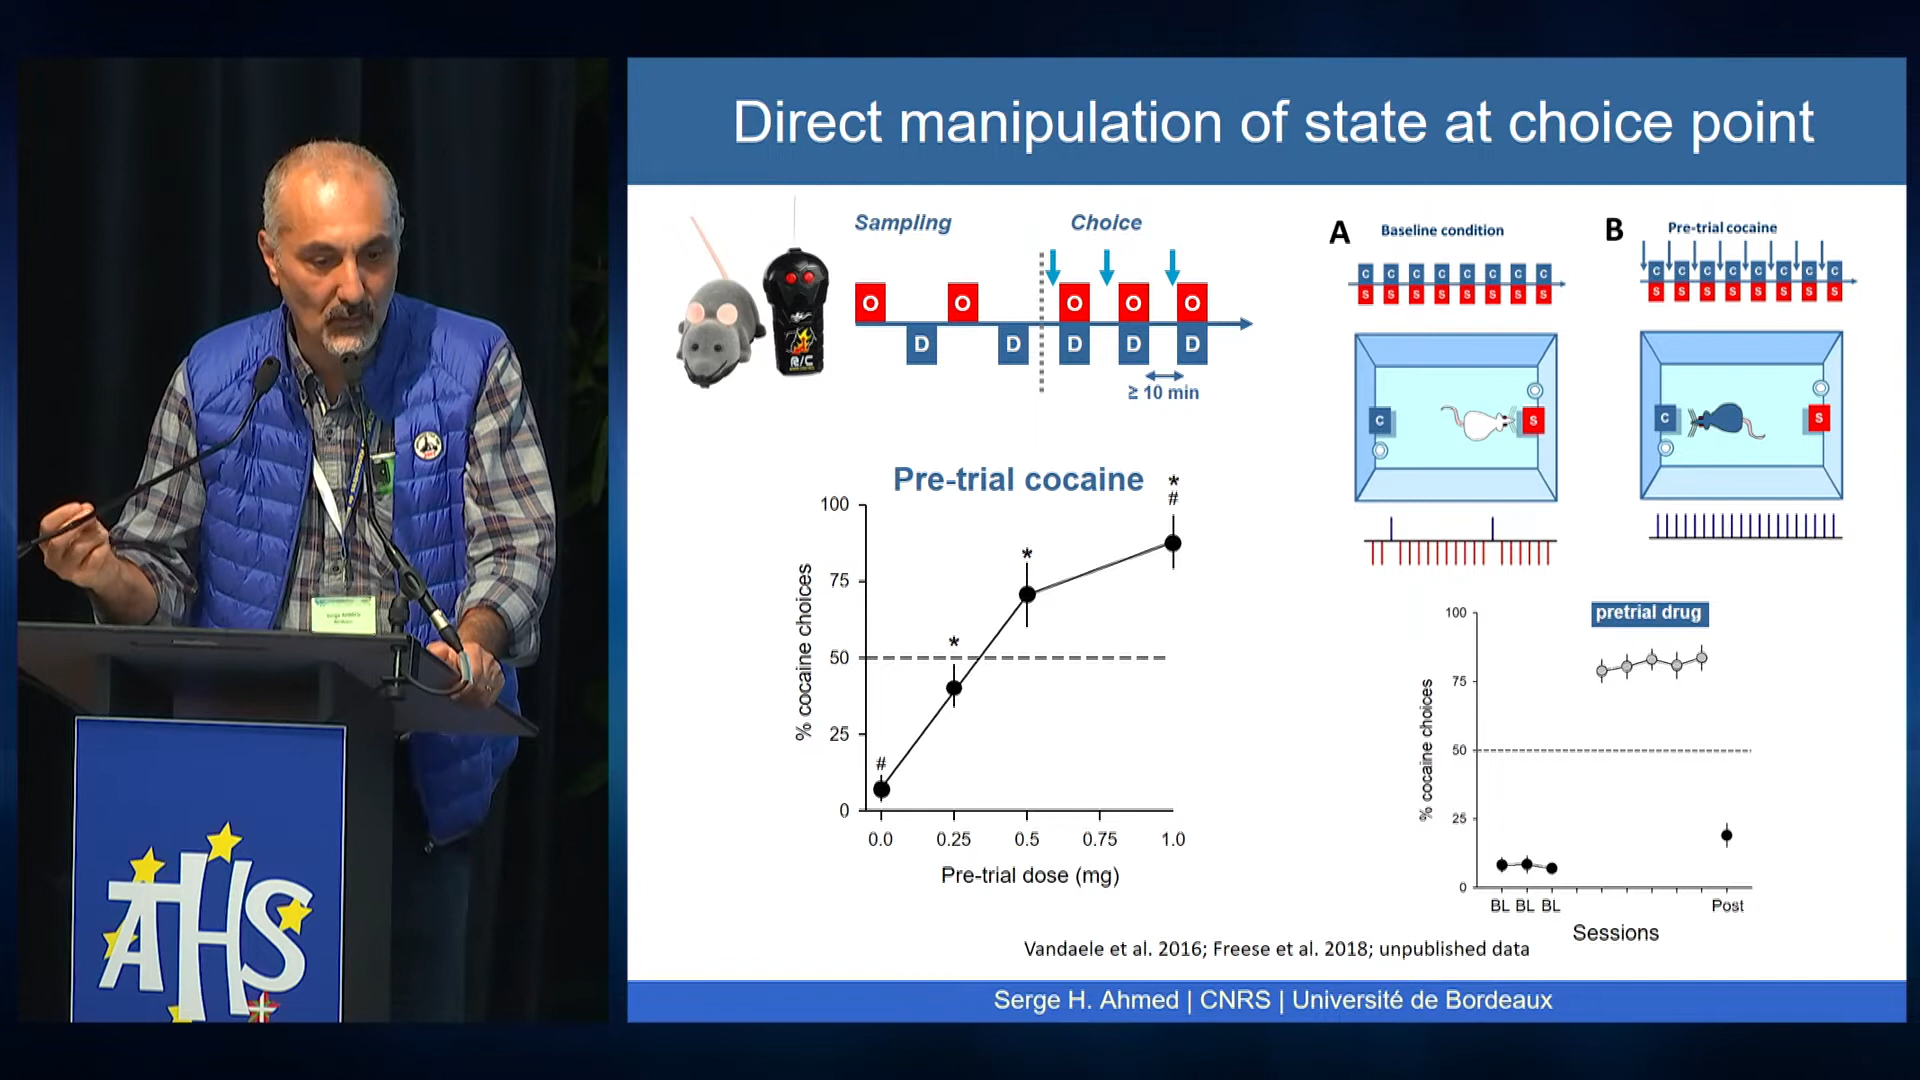 Direct manipulation of state at choice point
Sampling
Choice
O
O
O
O
O
D
D
D
D
D
≥ 10 min
R/C
A
Baseline condition
C C C C C C C C
S S S S S S S S
C
S
B
Pre-trial cocaine
C C C C C C C C
S S S S S S S S
C
S
Pre-trial cocaine
% cocaine choices
100
75
50
25
0
#
*
*
*
#
0.0 0.25 0.5 0.75 1.0
Pre-trial dose (mg)
pretrial drug
% cocaine choices
100
75
50
25
0
BL BL BL Post
Sessions
Vandaele et al. 2016; Freese et al. 2018; unpublished data
Serge H. Ahmed | CNRS | Université de Bordeaux
Serge AHMED
AHS